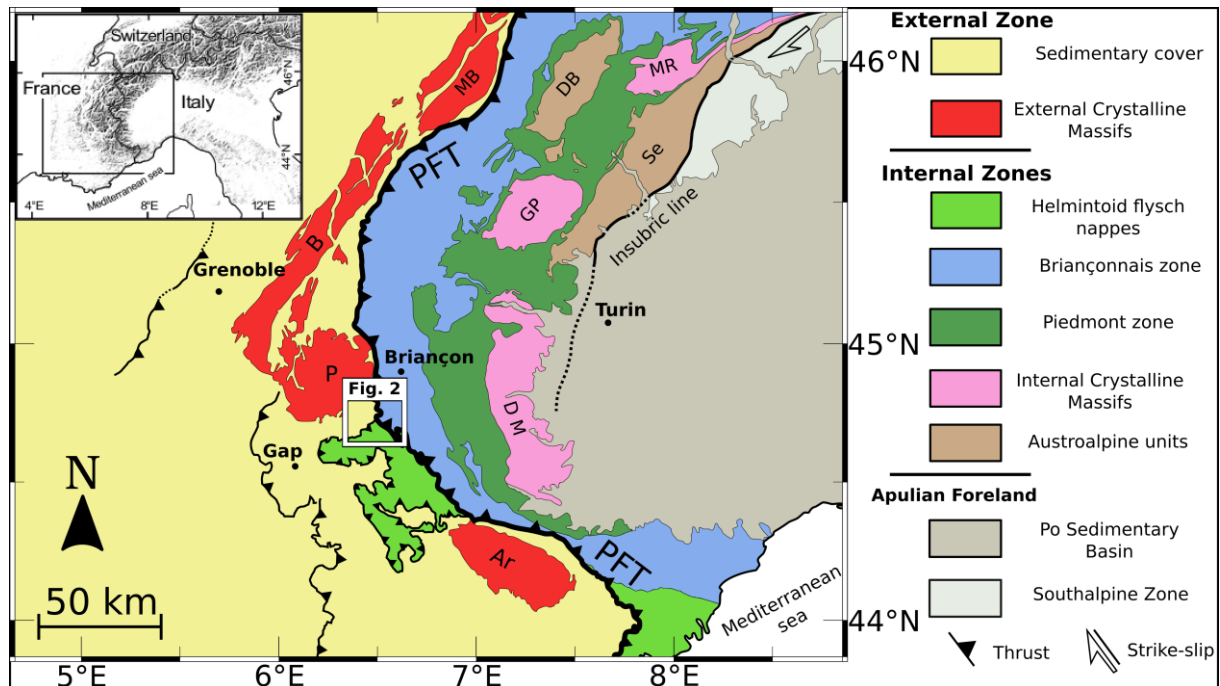 Switzerland
France
Italy
Mediterranean sea
46°N
44°N
4°E
8°E
12°E
MB
DB
MR
PFT
Se
GP
Insubric line
B
Grenoble
Turin
Briançon
P
Fig. 2
DM
Gap
N
Ar
PFT
50 km
Mediterranean
sea
46°N
45°N
44°N
5°E
6°E
7°E
8°E
External Zone
Sedimentary cover
External Crystalline
Massifs
Internal Zones
Helmintoid flysch
nappes
Briançonnais zone
Piedmont zone
Internal Crystalline
Massifs
Austroalpine units
Apulian Foreland
Po Sedimentary
Basin
Southalpine Zone
Thrust
Strike-slip